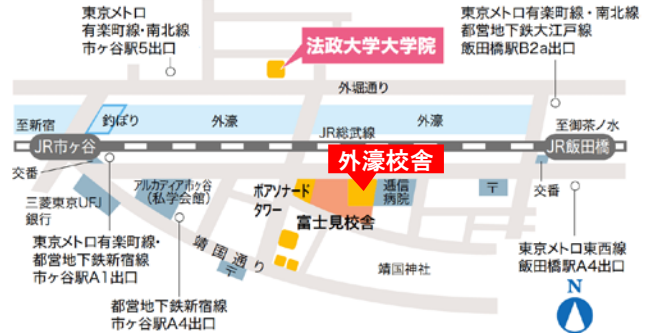 東京メトロ
有楽町線・南北線
市ヶ谷駅5出口
法政大学大学院
東京メトロ有楽町線・南北線
都営地下鉄大江戸線
飯田橋駅B2a出口
外堀通り
至新宿
釣ぼり
外濠
外濠
至御茶ノ水
JR総武線
JR市ヶ谷
JR飯田橋
外濠校舎
交番
三菱東京UFJ
銀行
アルカディア市ヶ谷
(私学会館)
ボアソナード
タワー
富士見校舎
逓信
病院
〒
交番
東京メトロ有楽町線・
都営地下鉄新宿線
市ヶ谷駅A1出口
靖国通り
〒
靖国神社
東京メトロ東西線
飯田橋駅A4出口
都営地下鉄新宿線
市ヶ谷駅A4出口
N